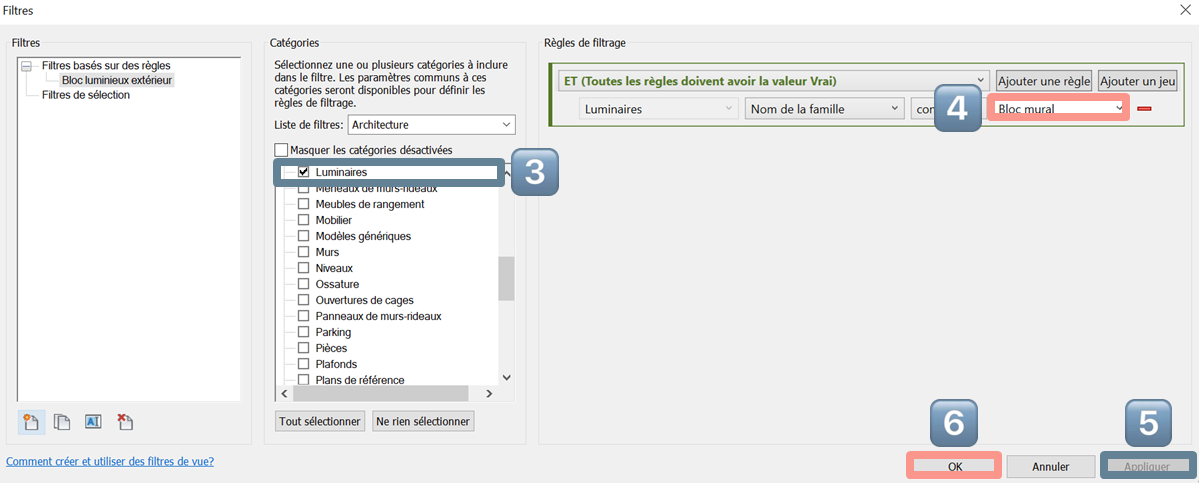 Filtres
Filtres
Filtres basés sur des règles
Bloc luminieux extérieur
Filtres de sélection
Comment créer et utiliser des filtres de vue?
Catégories
Sélectionnez une ou plusieurs catégories à inclure
dans le filtre. Les paramètres communs à ces
catégories seront disponibles pour définir les
règles de filtrage.
Liste de filtres: Architecture
Masquer les catégories désactivées
Luminaires
3
Meneaux de murs-rideaux
Meubles de rangement
Mobilier
Modèles génériques
Murs
Niveaux
Ossature
Ouvertures de cages
Panneaux de murs-rideaux
Parking
Pièces
Plafonds
Plans de référence
Tout sélectionner Ne rien sélectionner
Règles de filtrage
ET (Toutes les règles doivent avoir la valeur Vrai) Ajouter une règle Ajouter un jeu
Luminaires Nom de la famille 4 Bloc mural
6 5
OK Annuler Appliquer